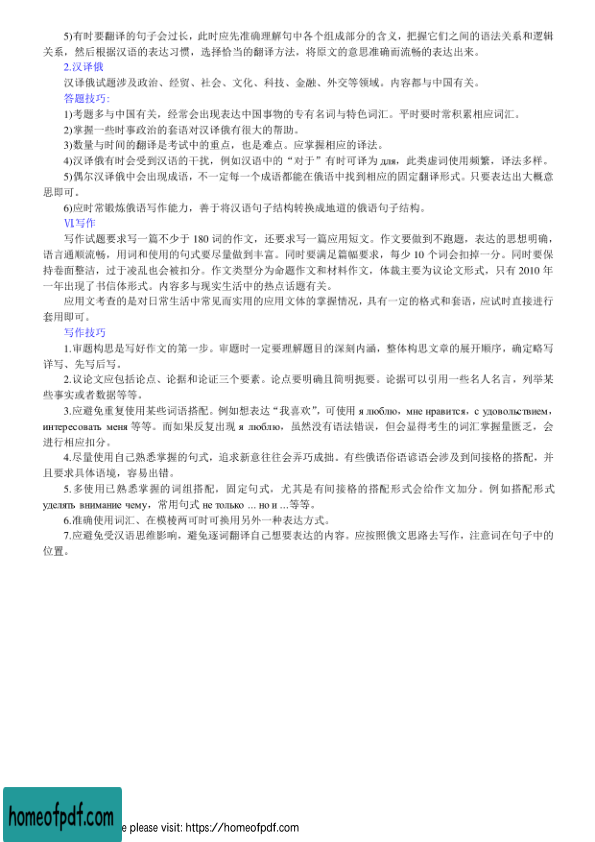 5)有时要翻译的句子会过长，此时应先准确理解句中各个组成部分的含义，把握它们之间的语法关系和逻辑
关系，然后根据汉语的表达习惯，选择恰当的翻译方法，将原文的意思准确而流畅的表达出来。
2.汉译俄
汉译俄试题涉及政治、经贸、社会、文化、科技、金融、外交等领域，内容都与中国有关。
答题技巧：
1)考题多与中国有关，经常会出现表达中国事物的专有名词与特色词汇。平时要时常积累相应词汇。
2)掌握一些时事政治的套语对汉译俄有很大的帮助。
3)数量与时间的翻译是考试中的重点，也是难点。应掌握相应的译法。
4)汉译俄有时会受到汉语的干扰，例如汉语中的“对于”有时可译为 для，此类虚词使用频繁，译法多样。
5)偶尔汉译俄中会出现成语，不一定每一个成语都能在俄语中找到相应的固定翻译形式。只要表达出大概意
思即可。
6)应时常锻炼俄语写作能力，善于将汉语句子结构转换成地道的俄语句子结构。
Ⅵ.写作
写作试题要求写一篇不少于 180 词的作文，还要求写一篇应用短文。作文要做到不跑题，表达的思想明确，
语言通顺流畅，用词和使用的句式要尽量做到丰富。同时要满足篇幅要求，每少 10 个词会扣掉一分。同时要保
持卷面整洁，过于凌乱也会被扣分。作文类型分为命题作文和材料作文，体裁主要为议论文形式，只有 2010 年
一年出现了书信体形式。内容多与现实生活中的热点话题有关。
应用文考查的是对日常生活中常见而实用的应用文体的掌握情况，具有一定的格式和套语，应试时直接进行
套用即可。
写作技巧
1.审题构思是写好作文的第一步。审题时一定要理解题目的深刻内涵，整体构思文章的展开顺序，确定略写
详写、先写后写。
2.议论文应包括论点、论据和论证三个要素。论点要明确且简明扼要。论据可以引用一些名人名言，列举某
些事实或者数据等等。
3.应避免重复使用某些词语搭配。例如想表达“我喜欢”，可使用 я люблю，мне нравится，с удовольствием，
интересовать меня 等等。而如果反复出现 я люблю，虽然没有语法错误，但会显得考生的词汇掌握量匮乏，会
进行相应扣分。
4.尽量使用自己熟悉掌握的句式，追求新意往往会弄巧成拙。有些俄语俗语谚语会涉及到间接格的搭配，并
且要求具体语境，容易出错。
5.多使用已熟悉掌握的词组搭配，固定句式，尤其是有间接格的搭配形式会给作文加分。例如搭配形式
уделять внимание чему，常用句式 не только ... но и ...等等。
6.准确使用词汇、在模棱两可时可换用另外一种表达方式。
7.应避免受汉语思维影响，避免逐词翻译自己想要表达的内容。应按照俄文思路去写作，注意词在句子中的
位置。
homeofpdf.com
e please visit: https://homeofpdf.com